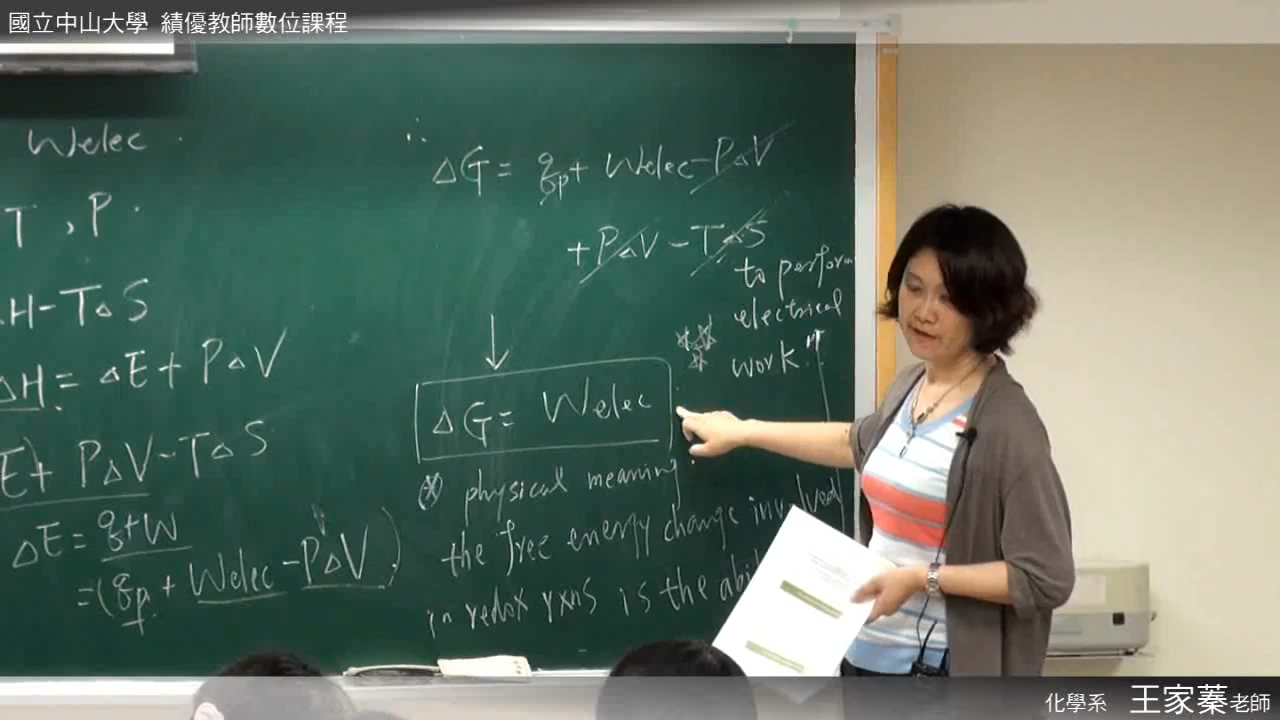 國立中山大學 績優教師數位課程
Welec .
T , P .
H-T△S
△H = △E + P△V
E)+ P△V-T△S
△E = q+W
=(qp + Welec -P△V)
∴
△G = qp+ Welec-P△V
+P△V -T△S
△G = Welec
* physical meaning.
the free energy change involved
in redox rxns is the abi
to perform
electrical
work."
化學系 王家蓁老師